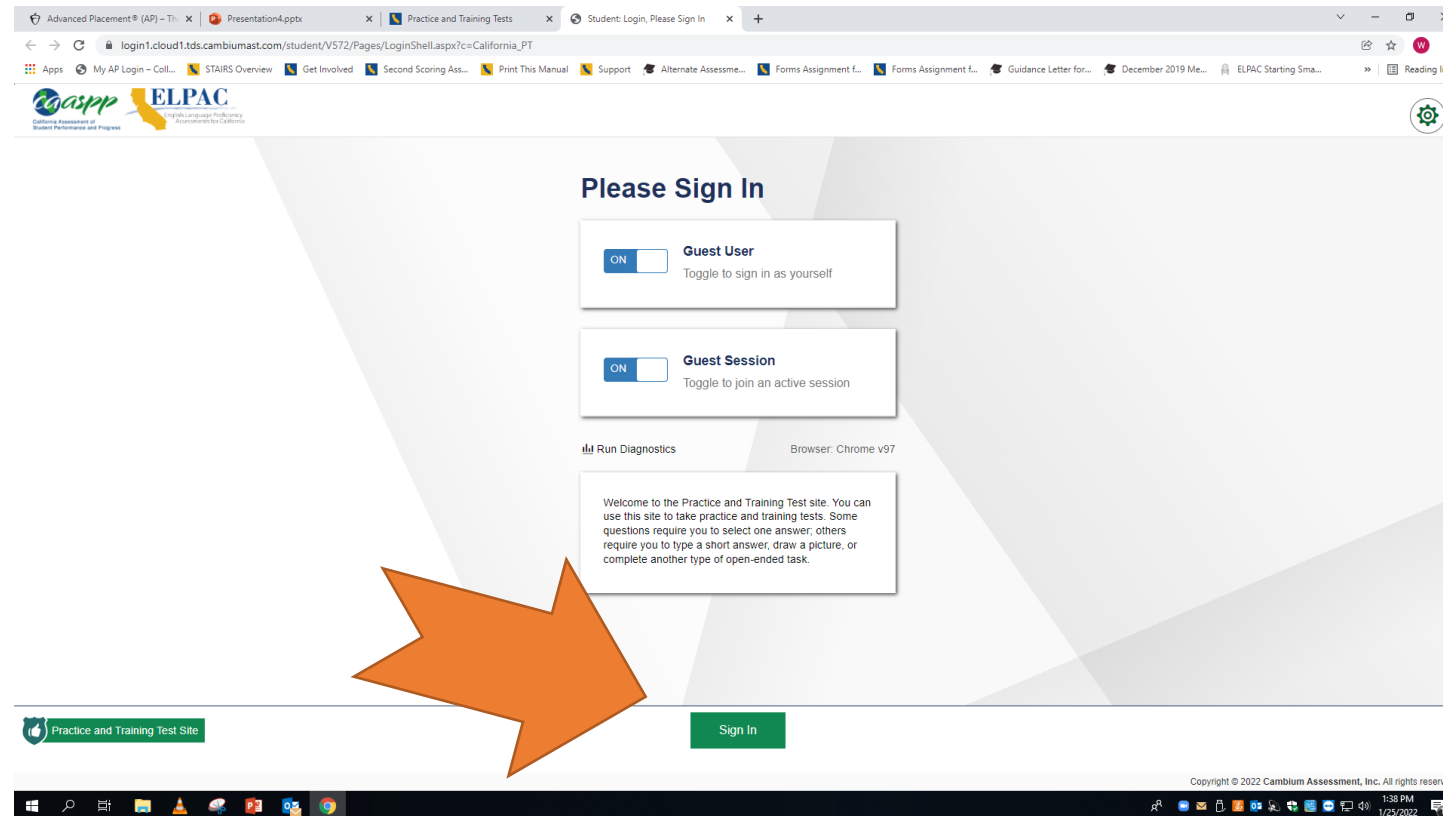 Advanced Placement® (AP) – Th
Presentation4.pptx
Practice and Training Tests
Student: Login, Please Sign In
login1.cloud1.tds.cambiumast.com/student/V572/Pages/LoginShell.aspx?c=California_PT
W
Apps
My AP Login – Coll...
STAIRS Overview
Get Involved
Second Scoring Ass...
Print This Manual
Support
Alternate Assessme...
Forms Assignment f...
Forms Assignment f...
Guidance Letter for...
December 2019 Me...
ELPAC Starting Sma...
»
Reading li
caaspp
California Assessment of
Student Performance and Progress
ELPAC
English Language Proficiency
Assessments for California
Please Sign In
ON
Guest User
Toggle to sign in as yourself
ON
Guest Session
Toggle to join an active session
Run Diagnostics
Browser: Chrome v97
Welcome to the Practice and Training Test site. You can
use this site to take practice and training tests. Some
questions require you to select one answer; others
require you to type a short answer, draw a picture, or
complete another type of open-ended task.
Practice and Training Test Site
Sign In
Copyright © 2022 Cambium Assessment, Inc. All rights reserv
1:38 PM
1/25/2022